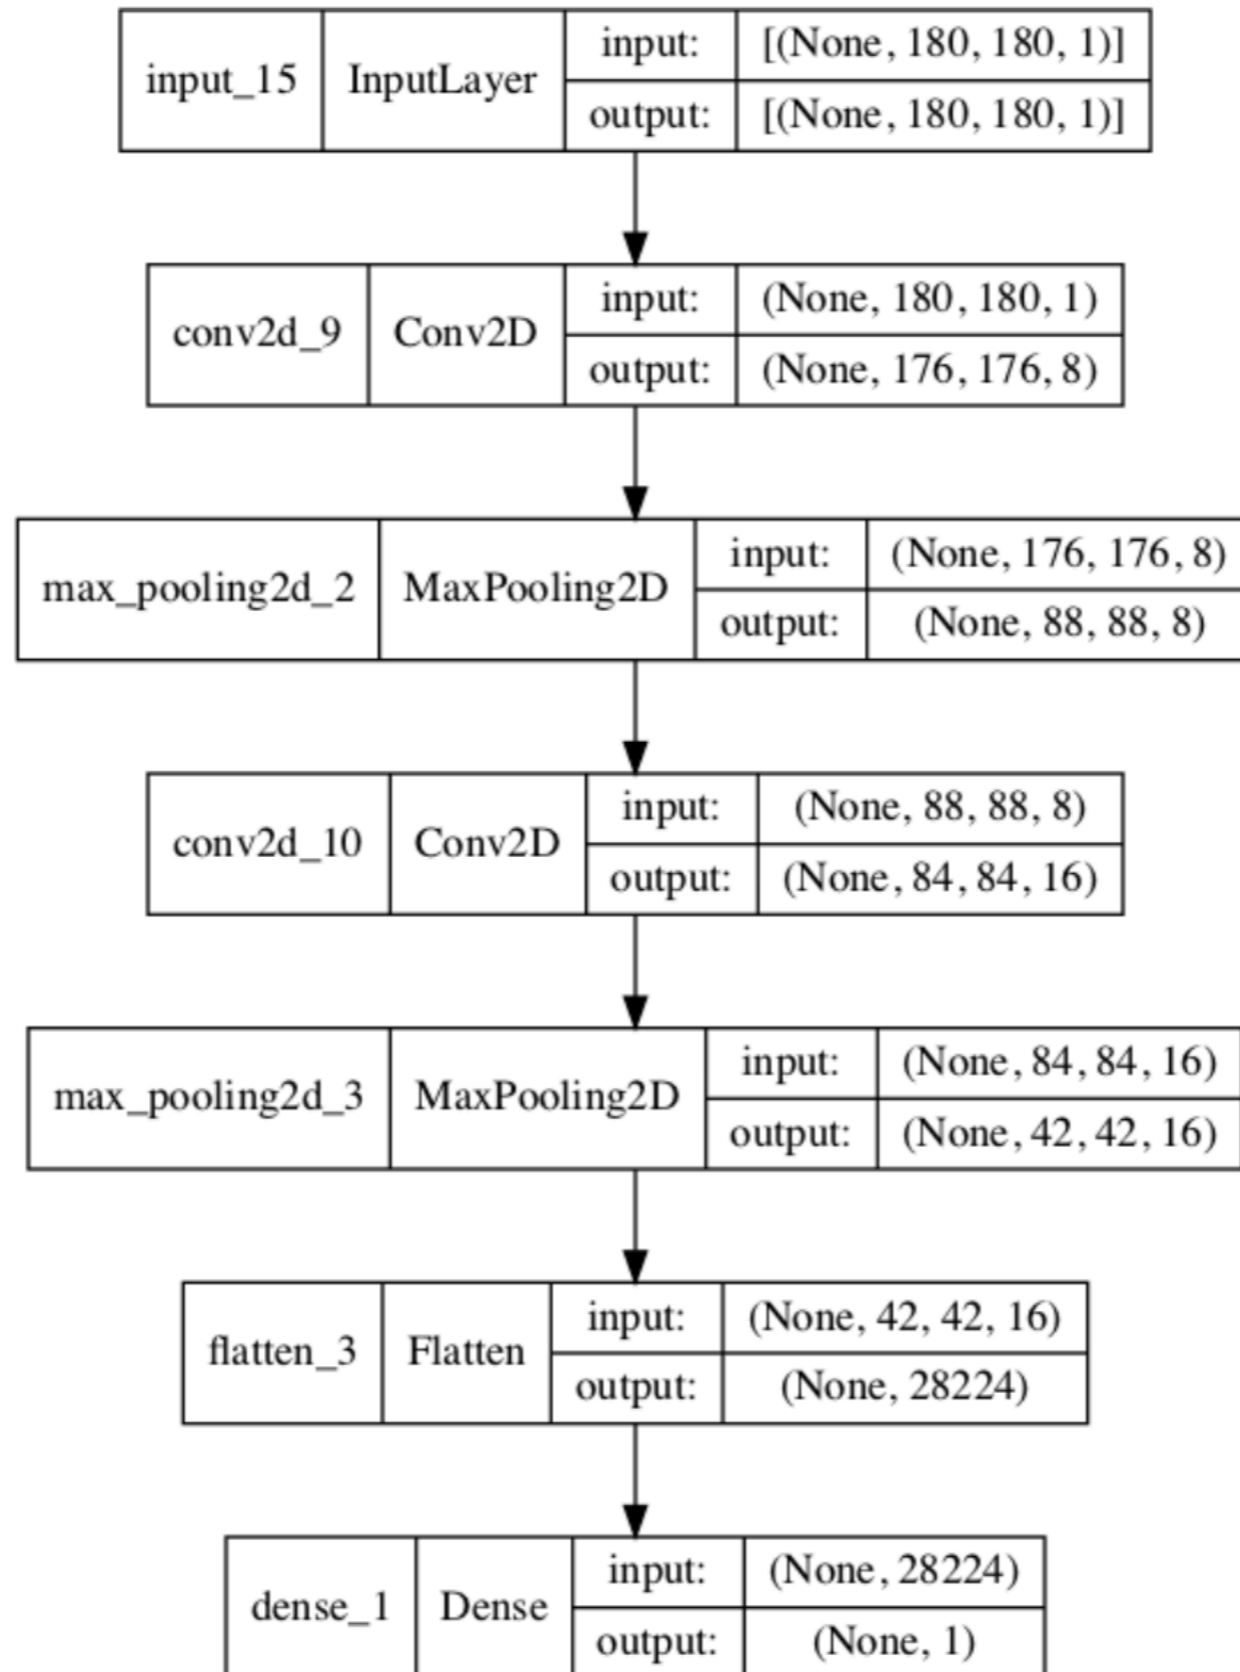 input_15 InputLayer input: [(None, 180, 180, 1)]
output: [(None, 180, 180, 1)]
conv2d_9 Conv2D input: (None, 180, 180, 1)
output: (None, 176, 176, 8)
max_pooling2d_2 MaxPooling2D input: (None, 176, 176, 8)
output: (None, 88, 88, 8)
conv2d_10 Conv2D input: (None, 88, 88, 8)
output: (None, 84, 84, 16)
max_pooling2d_3 MaxPooling2D input: (None, 84, 84, 16)
output: (None, 42, 42, 16)
flatten_3 Flatten input: (None, 42, 42, 16)
output: (None, 28224)
dense_1 Dense input: (None, 28224)
output: (None, 1)